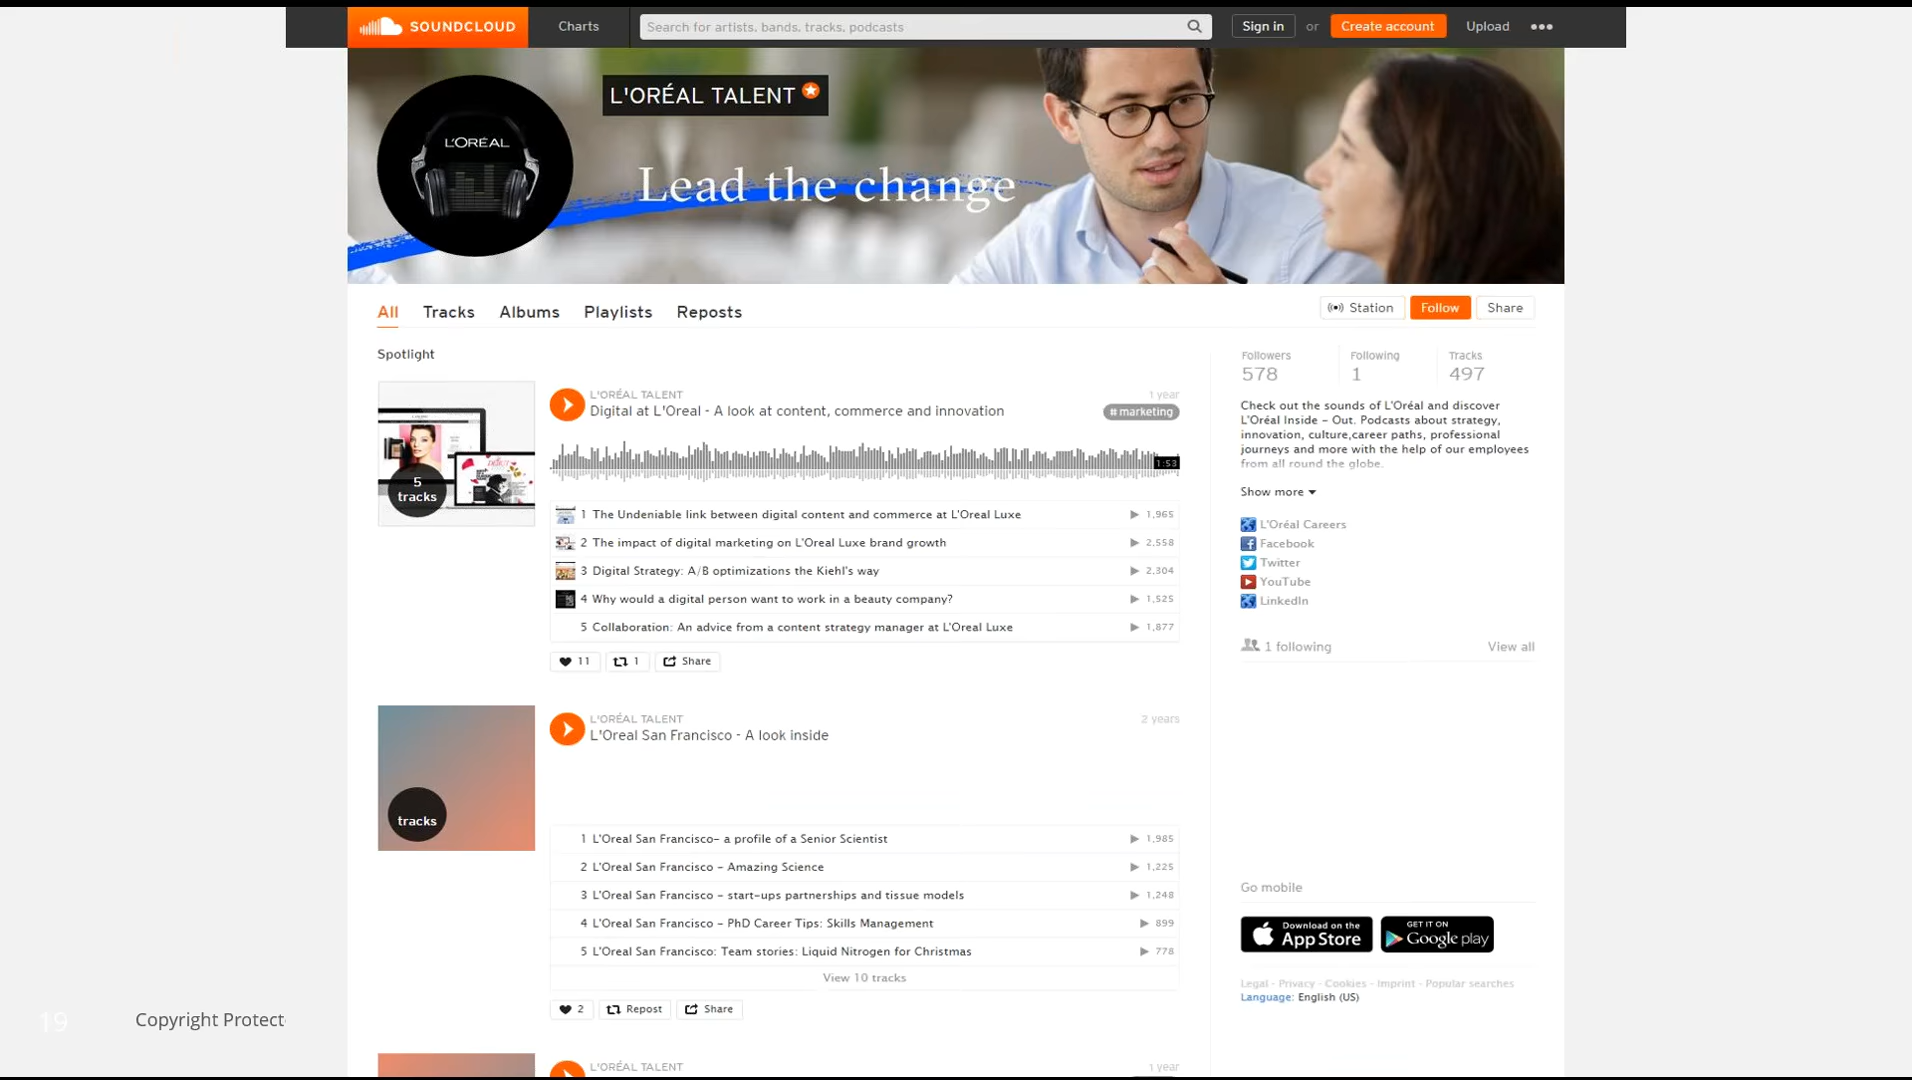 SOUNDCLOUD
Charts
Search for artists, bands, tracks, podcasts
Sign in
or
Create account
Upload
L'ORÉAL TALENT
L'ORÉAL
Lead the change
All
Tracks
Albums
Playlists
Reposts
Station
Follow
Share
Spotlight
5
tracks
L'ORÉAL TALENT
1 year
Digital at L'Oreal - A look at content, commerce and innovation
# marketing
1:53
1 The Undeniable link between digital content and commerce at L'Oreal Luxe
1,965
2 The impact of digital marketing on L'Oreal Luxe brand growth
2,558
3 Digital Strategy: A/B optimizations the Kiehl's way
2,304
4 Why would a digital person want to work in a beauty company?
1,525
5 Collaboration: An advice from a content strategy manager at L'Oreal Luxe
1,877
11
1
Share
tracks
L'ORÉAL TALENT
2 years
L'Oreal San Francisco - A look inside
1 L'Oreal San Francisco- a profile of a Senior Scientist
1,985
2 L'Oreal San Francisco - Amazing Science
1,225
3 L'Oreal San Francisco - start-ups partnerships and tissue models
1,248
4 L'Oreal San Francisco - PhD Career Tips: Skills Management
899
5 L'Oreal San Francisco: Team stories: Liquid Nitrogen for Christmas
778
View 10 tracks
2
Repost
Share
L'ORÉAL TALENT
1 year
Followers
578
Following
1
Tracks
497
Check out the sounds of L'Oréal and discover
L'Oréal Inside - Out. Podcasts about strategy,
innovation, culture,career paths, professional
journeys and more with the help of our employees
from all round the globe.
Show more
L'Oréal Careers
Facebook
Twitter
YouTube
LinkedIn
1 following
View all
Go mobile
Download on the
App Store
GET IT ON
Google play
Legal - Privacy - Cookies - Imprint - Popular searches
Language: English (US)
19
Copyright Protect